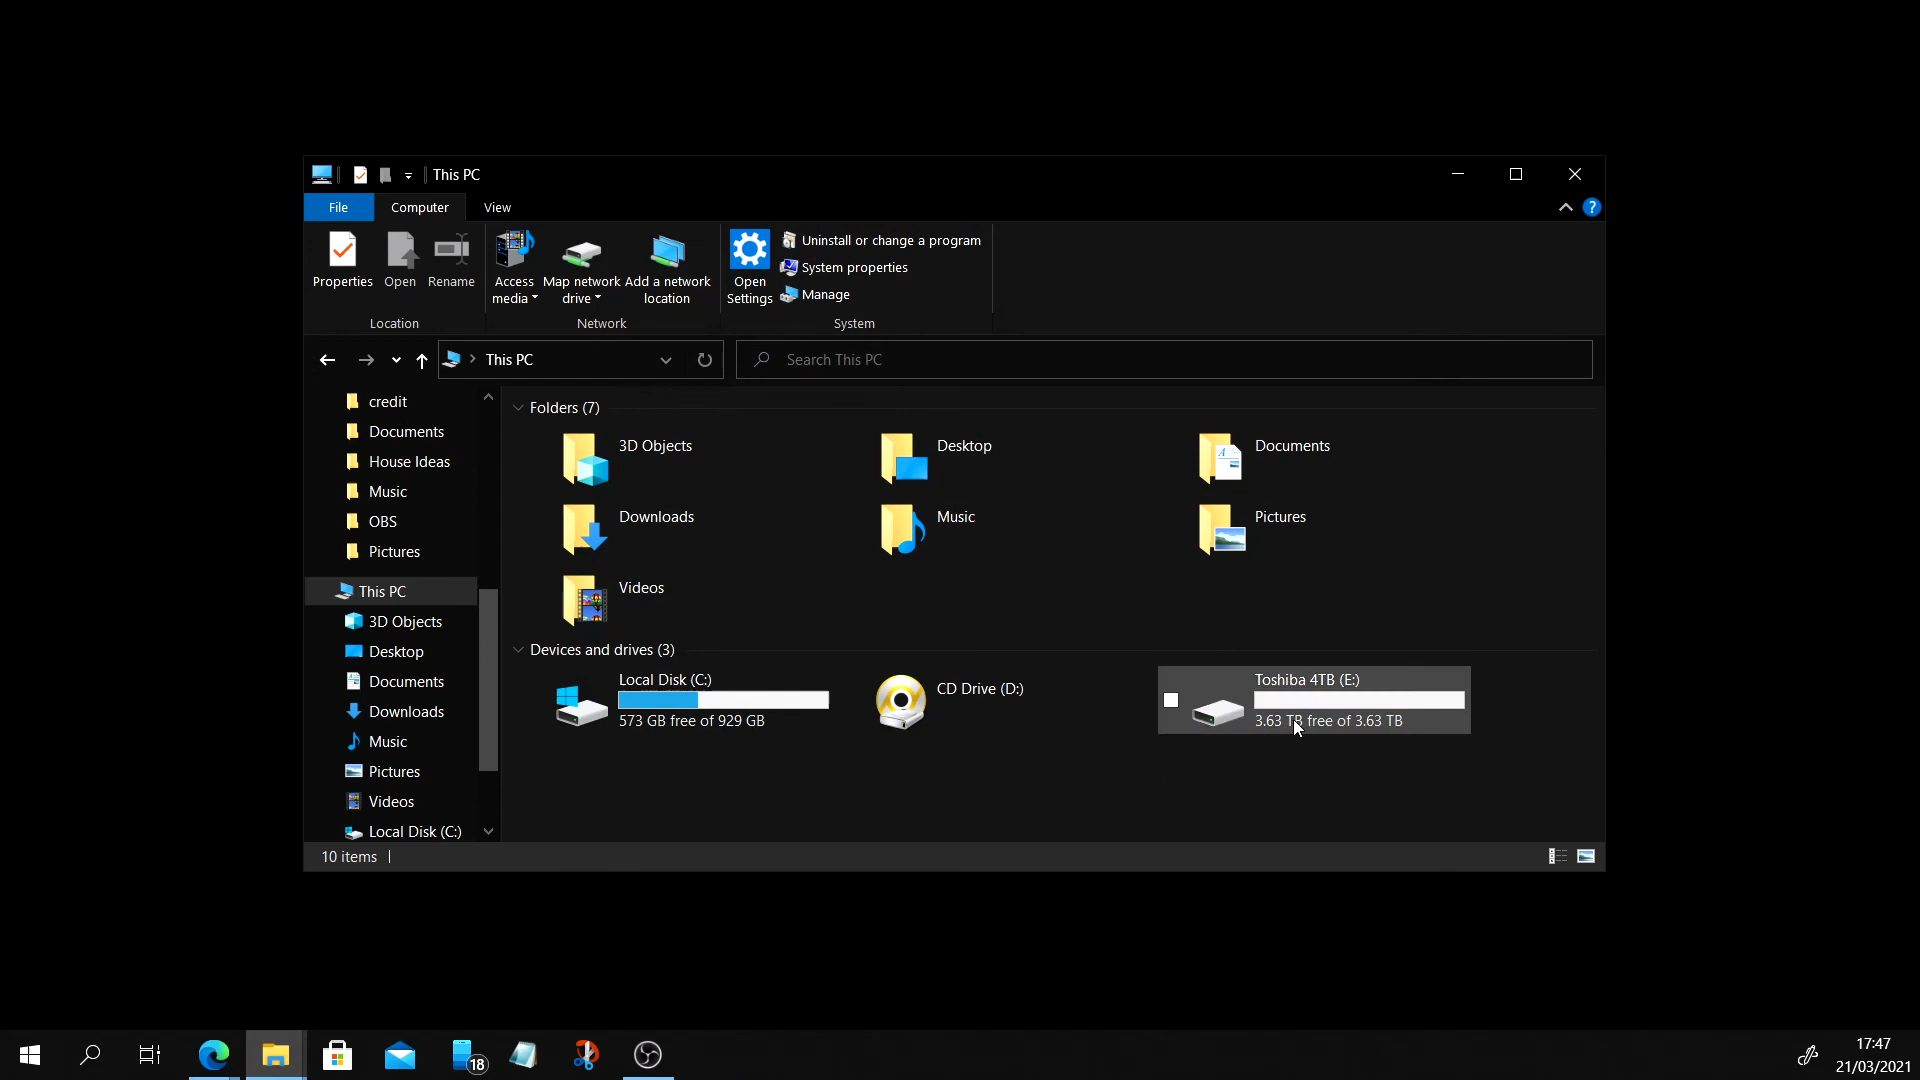 This PC
File
Computer
View
Properties
Open
Rename
Access
media
Map network
drive
Add a network
location
Open
Settings
Uninstall or change a program
System properties
Manage
Location
Network
System
This PC
Search This PC
credit
Documents
House Ideas
Music
OBS
Pictures
This PC
3D Objects
Desktop
Documents
Downloads
Music
Pictures
Videos
Local Disk (C:)
Folders (7)
3D Objects
Desktop
Documents
Downloads
Music
Pictures
Videos
Devices and drives (3)
Local Disk (C:)
573 GB free of 929 GB
CD Drive (D:)
Toshiba 4TB (E:)
3.63 TB free of 3.63 TB
10 items
18
17:47
21/03/2021